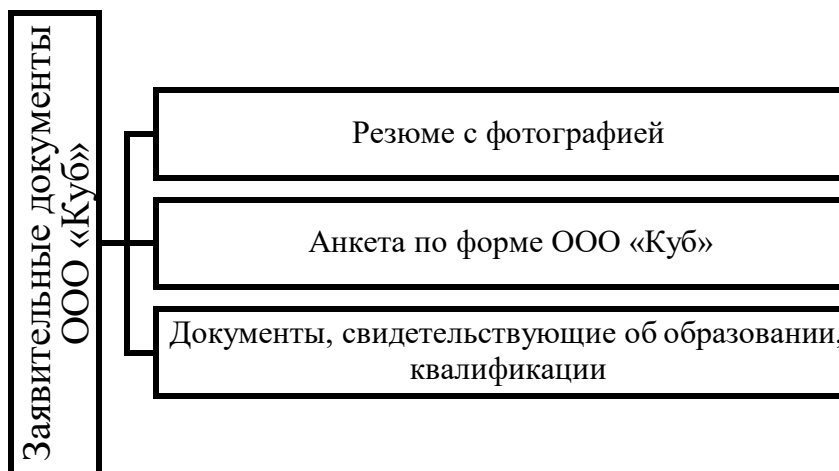 Заявительные документы
ООО «Куб»
Резюме с фотографией
Анкета по форме ООО «Куб»
Документы, свидетельствующие об образовании,
квалификации